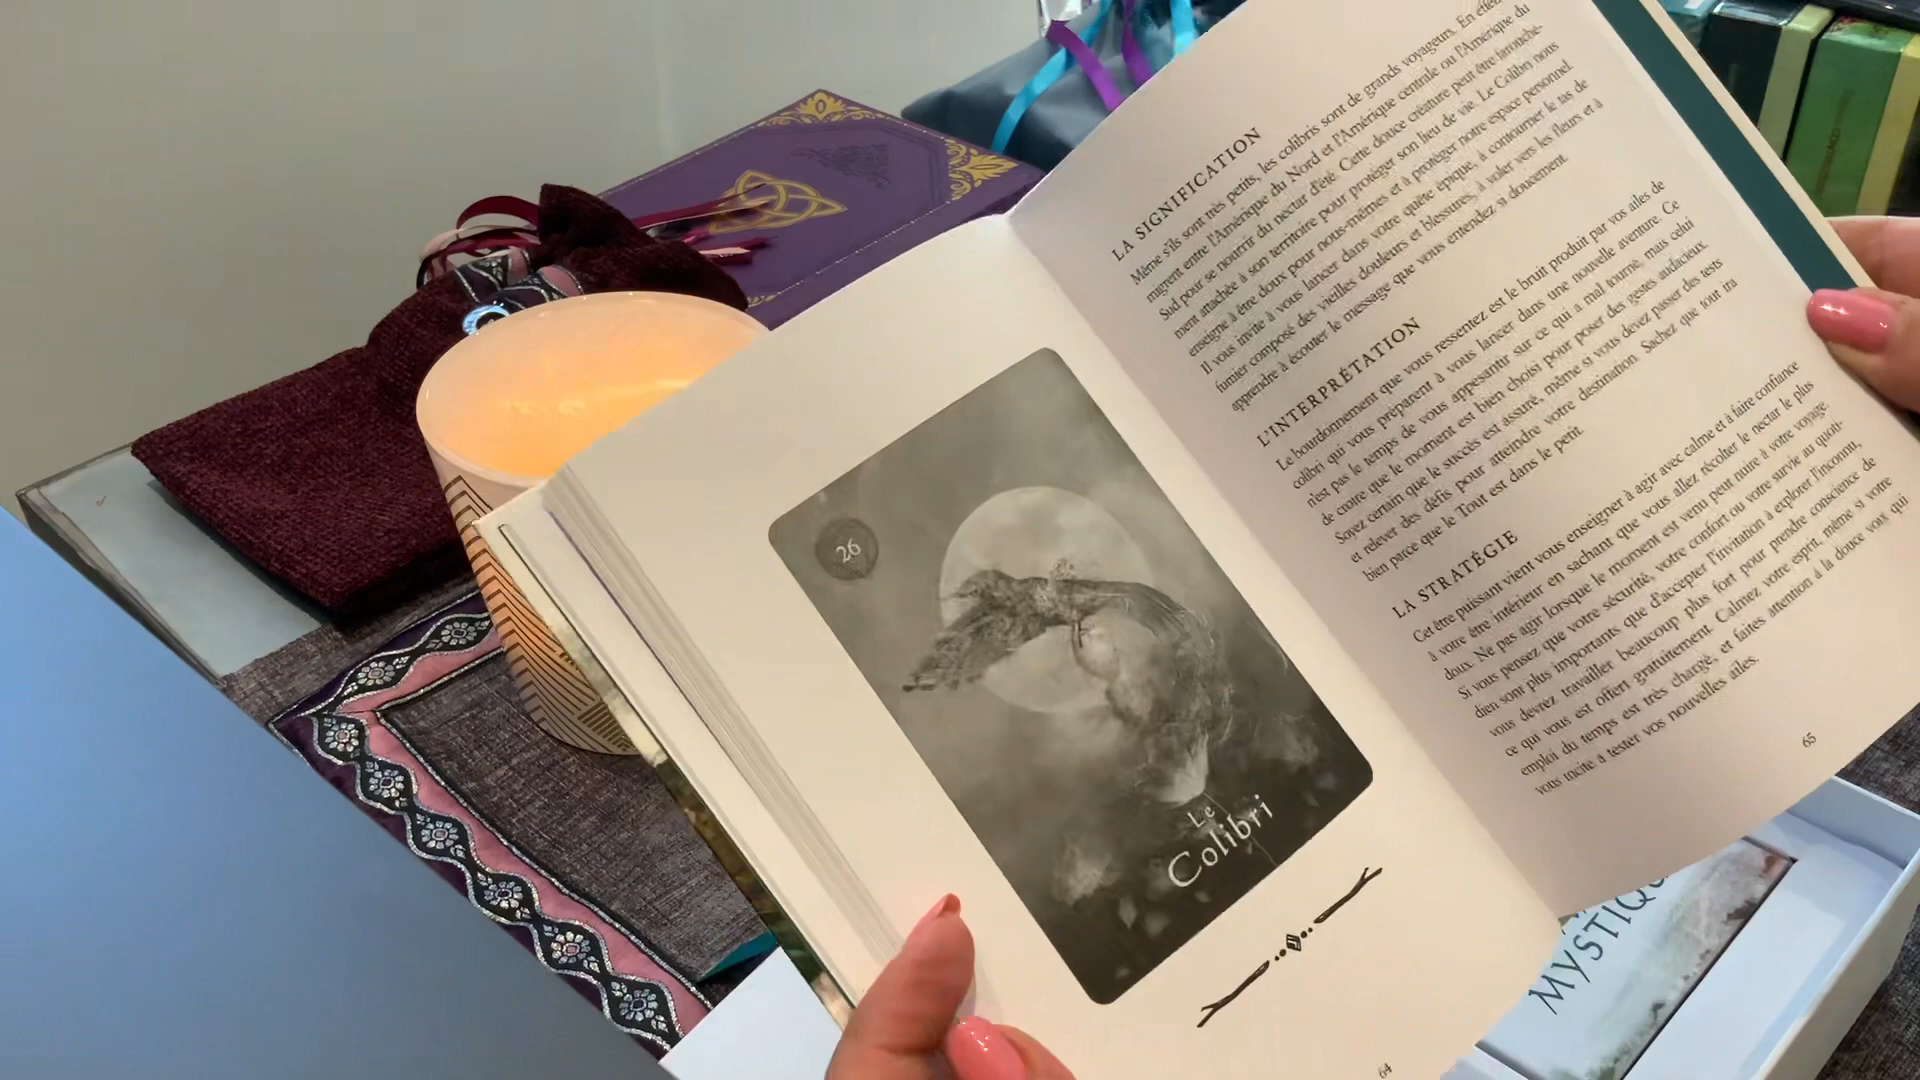 26
Le
Colibri
64
LA SIGNIFICATION
Même s'ils sont très petits, les colibris sont de grands voyageurs. En effet,
migrent entre l'Amérique du Nord et l'Amérique centrale ou l'Amérique du
Sud pour se nourrir du nectar d'été. Cette douce créature peut être farouche-
ment attachée à son territoire pour protéger son lieu de vie. Le Colibri nous
enseigne à être doux pour nous-mêmes et à protéger notre espace personnel.
Il vous invite à vous lancer dans votre quête épique, à contourner le tas de
fumier composé des vieilles douleurs et blessures, à voler vers les fleurs et à
apprendre à écouter le message que vous entendez si doucement.
L'INTERPRÉTATION
Le bourdonnement que vous ressentez est le bruit produit par vos ailes de
colibri qui vous préparent à vous lancer dans une nouvelle aventure. Ce
n'est pas le temps de vous appesantir sur ce qui a mal tourné, mais celui
de croire que le moment est bien choisi pour poser des gestes audacieux.
Soyez certain que le succès est assuré, même si vous devez passer des tests
et relever des défis pour atteindre votre destination. Sachez que tout ira
bien parce que le Tout est dans le petit.
LA STRATÉGIE
Cet être puissant vient vous enseigner à agir avec calme et à faire confiance
à votre être intérieur en sachant que vous allez récolter le nectar le plus
doux. Ne pas agir lorsque le moment est venu peut nuire à votre voyage.
Si vous pensez que votre sécurité, votre confort ou votre survie au quoti-
dien sont plus importants que d'accepter l'invitation à explorer l'inconnu,
vous devrez travailler beaucoup plus fort pour prendre conscience de
ce qui vous est offert gratuitement. Calmez votre esprit, même si votre
emploi du temps est très chargé, et faites attention à la douce voix qui
vous incite à tester vos nouvelles ailes.
65